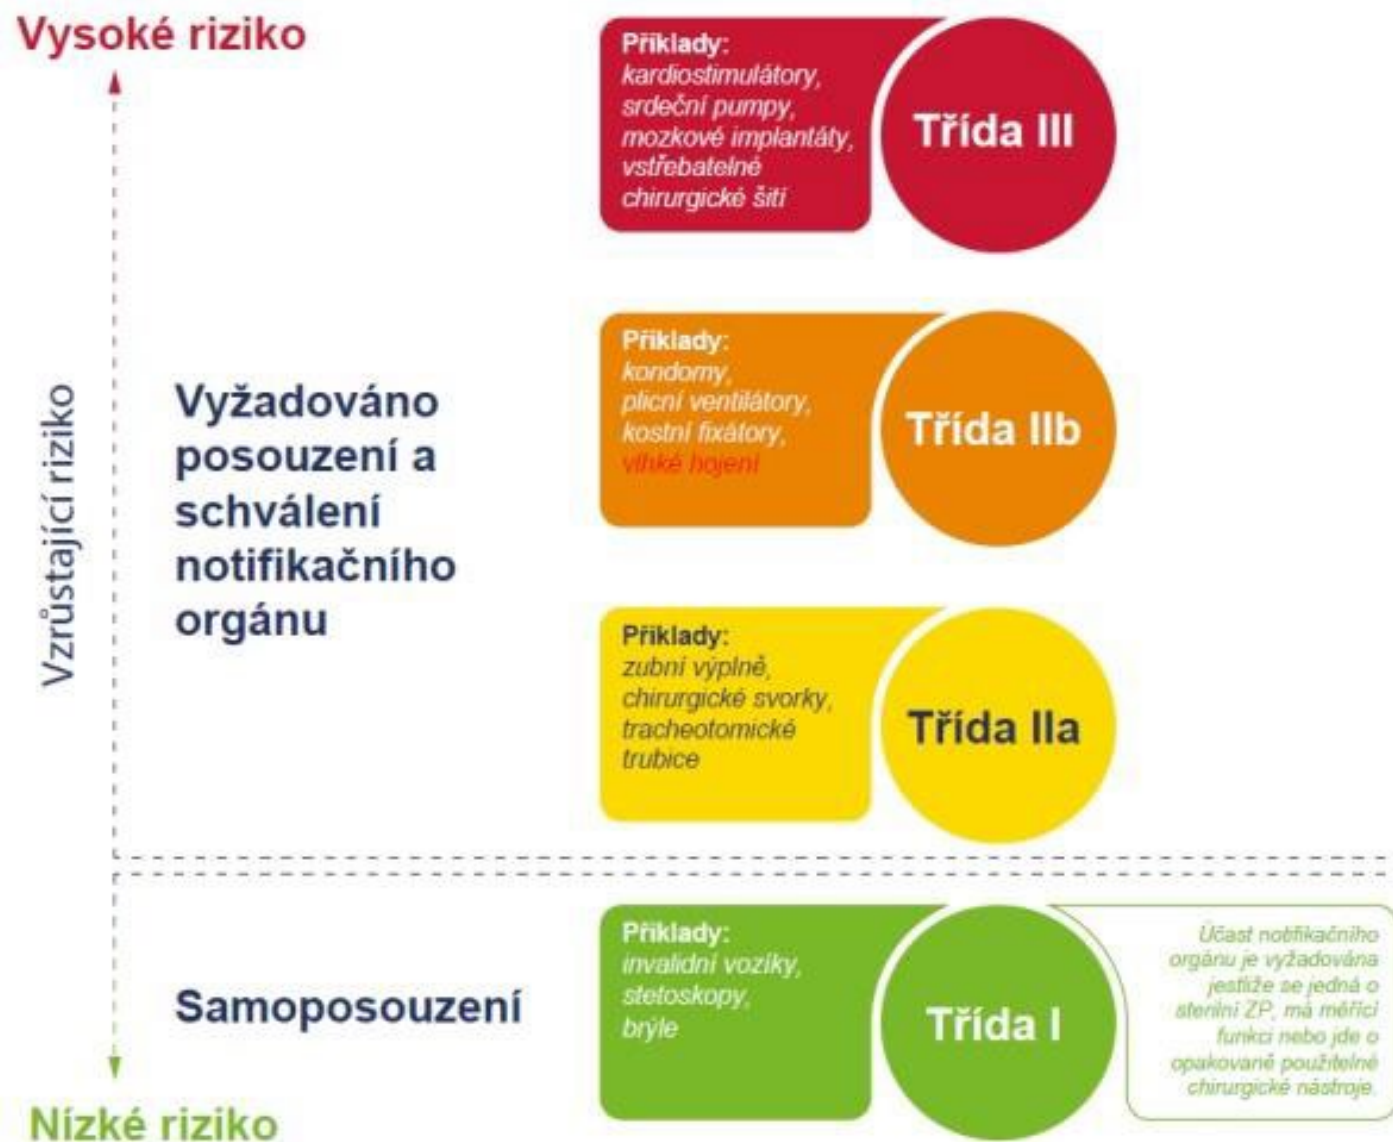 Vysoké riziko
Příklady:
kardiostimulátory,
srdeční pumpy,
mozkové implantáty,
vstřebatelné
chirurgické šití
Třída III
Vzrůstající riziko
Vyžadováno
posouzení a
schválení
notifikačního
orgánu
Příklady:
kondomy,
plicní ventilátory,
kostní fixátory,
vlhké hojení
Třída IIb
Příklady:
zubní výplně,
chirurgické svorky,
tracheotomické
trubice
Třída IIa
Samoposouzení
Příklady:
invalidní vozíky,
stetoskopy,
brýle
Třída I
Účast notifikačního
orgánu je vyžadována
jestliže se jedná o
sterilní ZP, má měřící
funkci nebo jde o
opakovaně použitelné
chirurgické nástroje.
Nízké riziko